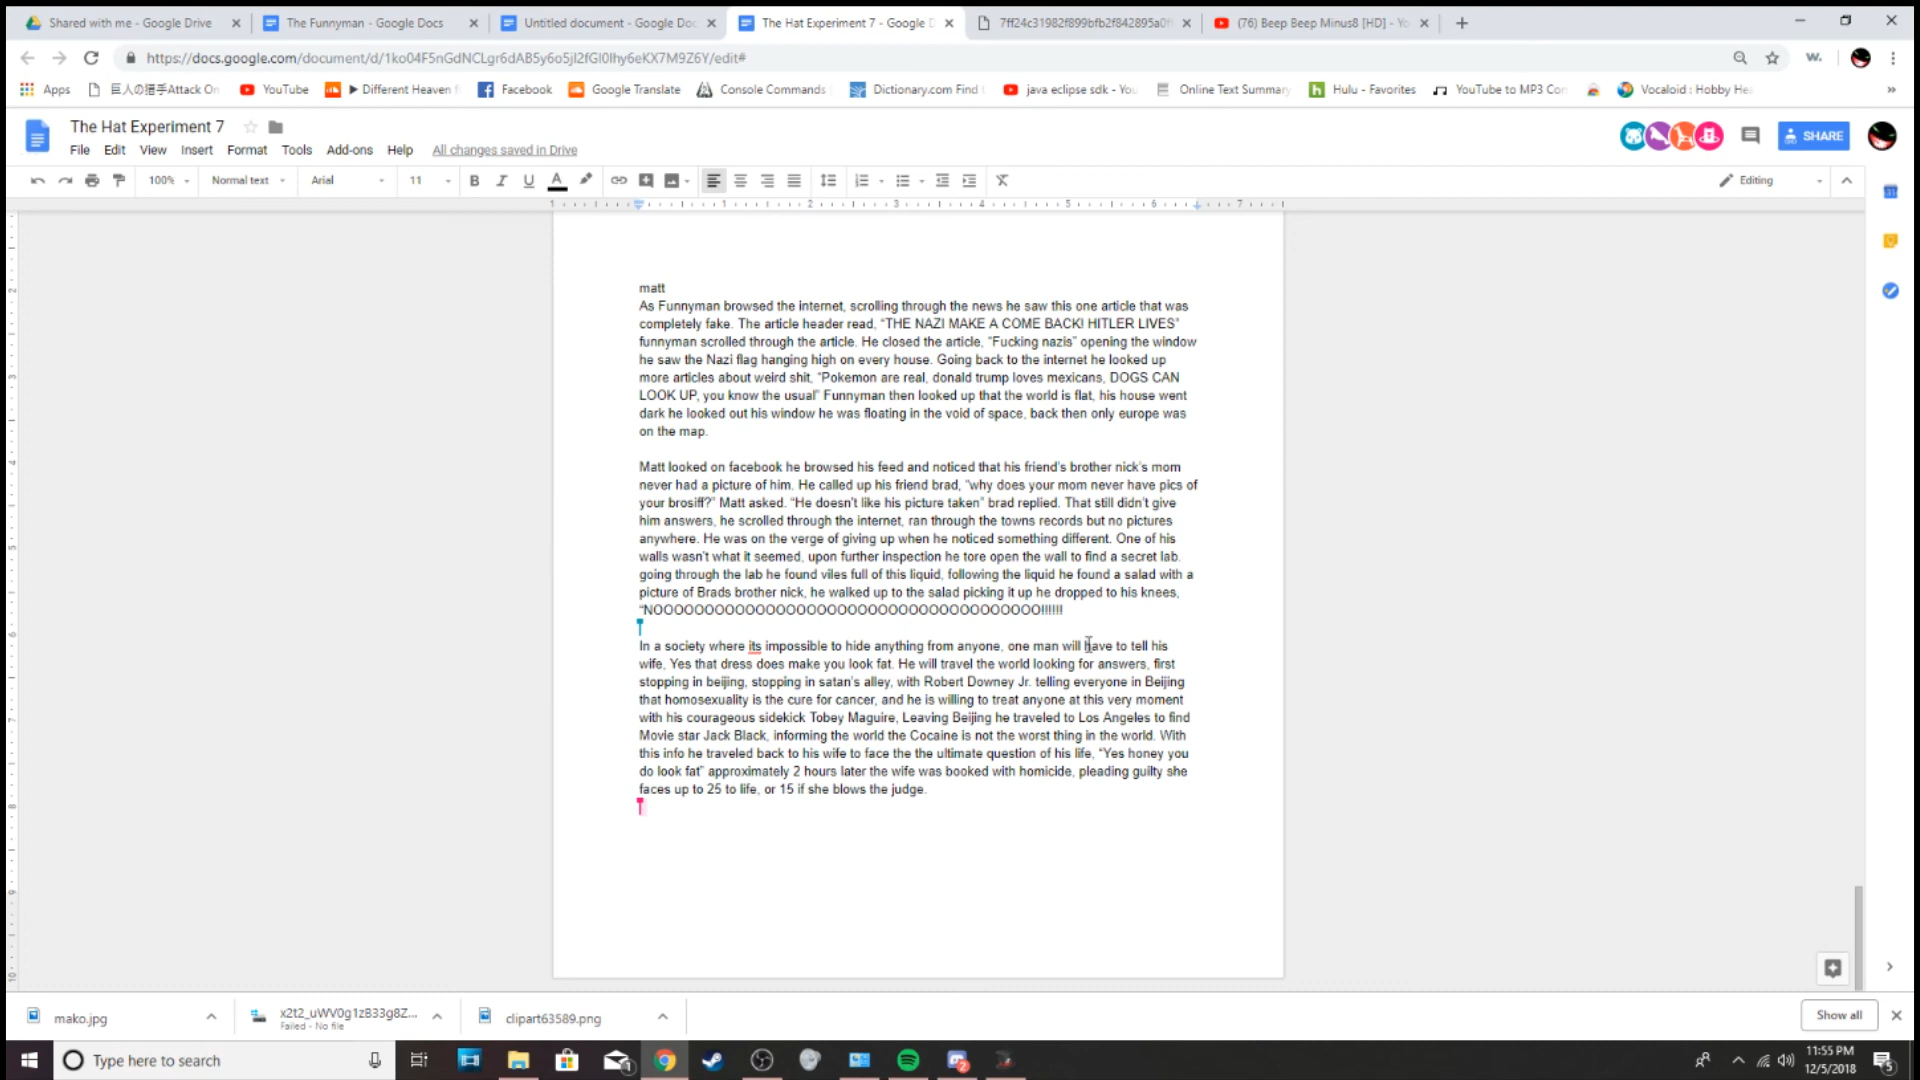 Shared with me - Google Drive
The Funnyman - Google Docs
Untitled document - Google Doc
The Hat Experiment 7 - Google D
7ff24c31982f899bfb2f842895a0f
(76) Beep Beep Minus8 [HD] - Yo
https://docs.google.com/document/d/1ko04F5nGdNCLgr6dAB5y6o5jI2fGI0Ihy6eKX7M9Z6Y/edit#
Apps
巨人の猎手Attack On
YouTube
▶ Different Heaven
Facebook
Google Translate
Console Commands
Dictionary.com Find
java eclipse sdk - You
Online Text Summary
Hulu - Favorites
YouTube to MP3 Con
Vocaloid : Hobby Hea
The Hat Experiment 7
File Edit View Insert Format Tools Add-ons Help All changes saved in Drive
SHARE
100% Normal text Arial 11 B I U A Editing
1 1 2 3 4 5 6 7
matt
As Funnyman browsed the internet, scrolling through the news he saw this one article that was
completely fake. The article header read, “THE NAZI MAKE A COME BACK! HITLER LIVES”
funnyman scrolled through the article. He closed the article, “Fucking nazis” opening the window
he saw the Nazi flag hanging high on every house. Going back to the internet he looked up
more articles about weird shit, “Pokemon are real, donald trump loves mexicans, DOGS CAN
LOOK UP, you know the usual” Funnyman then looked up that the world is flat, his house went
dark he looked out his window he was floating in the void of space, back then only europe was
on the map.
Matt looked on facebook he browsed his feed and noticed that his friend’s brother nick’s mom
never had a picture of him. He called up his friend brad, “why does your mom never have pics of
your brosiff?” Matt asked. “He doesn’t like his picture taken” brad replied. That still didn’t give
him answers, he scrolled through the internet, ran through the towns records but no pictures
anywhere. He was on the verge of giving up when he noticed something different. One of his
walls wasn’t what it seemed, upon further inspection he tore open the wall to find a secret lab.
going through the lab he found viles full of this liquid, following the liquid he found a salad with a
picture of Brads brother nick, he walked up to the salad picking it up he dropped to his knees,
“NOOOOOOOOOOOOOOOOOOOOOOOOOOOOOOOOOOOOOO!!!!!!
In a society where its impossible to hide anything from anyone, one man will have to tell his
wife, Yes that dress does make you look fat. He will travel the world looking for answers, first
stopping in beijing, stopping in satan’s alley, with Robert Downey Jr. telling everyone in Beijing
that homosexuality is the cure for cancer, and he is willing to treat anyone at this very moment
with his courageous sidekick Tobey Maguire, Leaving Beijing he traveled to Los Angeles to find
Movie star Jack Black, informing the world the Cocaine is not the worst thing in the world. With
this info he traveled back to his wife to face the the ultimate question of his life, “Yes honey you
do look fat” approximately 2 hours later the wife was booked with homicide, pleading guilty she
faces up to 25 to life, or 15 if she blows the judge.
mako.jpg
x2t2_uWV0g1zB33g8Z...
Failed - No file
clipart63589.png
Show all
Type here to search
11:55 PM
12/5/2018